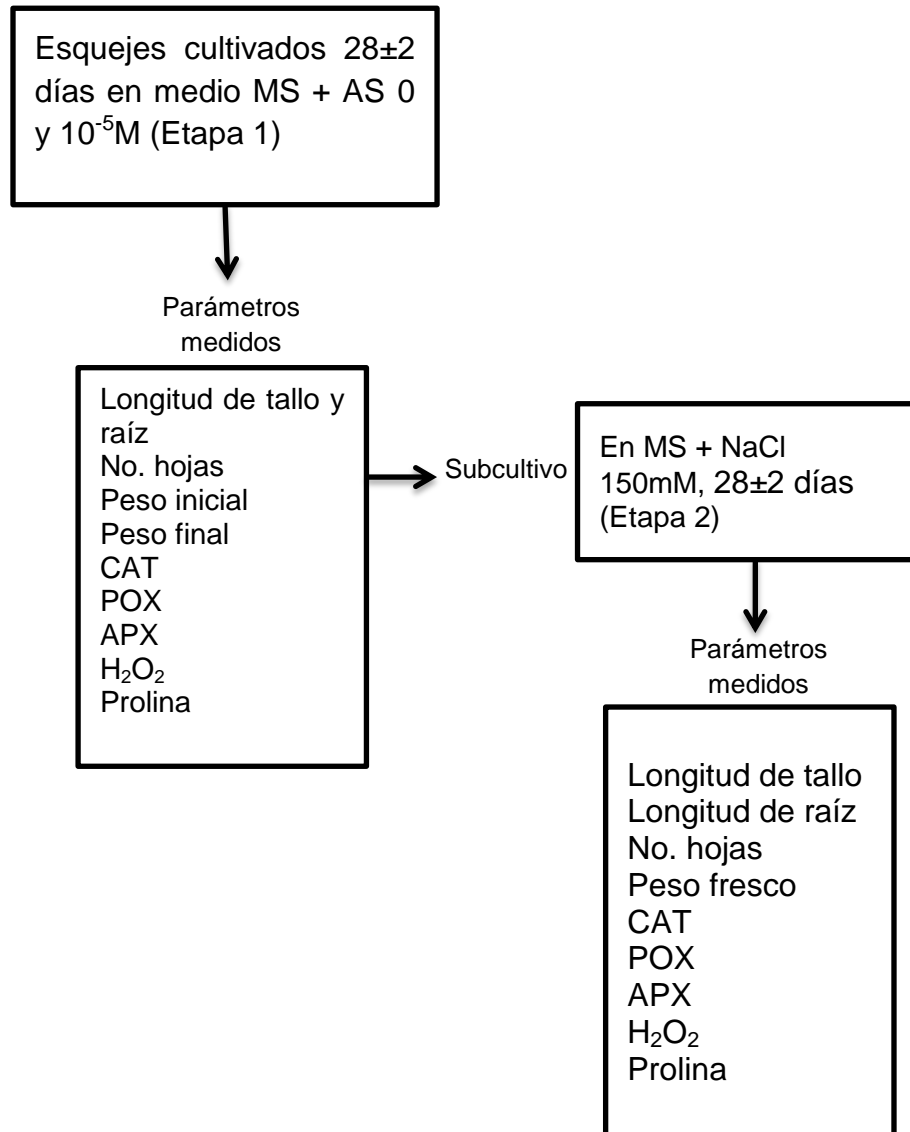 Esquejes cultivados 28±2
días en medio MS + AS 0
y 10⁻⁵M (Etapa 1)
Parámetros
medidos
Longitud de tallo y
raíz
No. hojas
Peso inicial
Peso final
CAT
POX
APX
H₂O₂
Prolina
Subcultivo
En MS + NaCl
150mM, 28±2 días
(Etapa 2)
Parámetros
medidos
Longitud de tallo
Longitud de raíz
No. hojas
Peso fresco
CAT
POX
APX
H₂O₂
Prolina